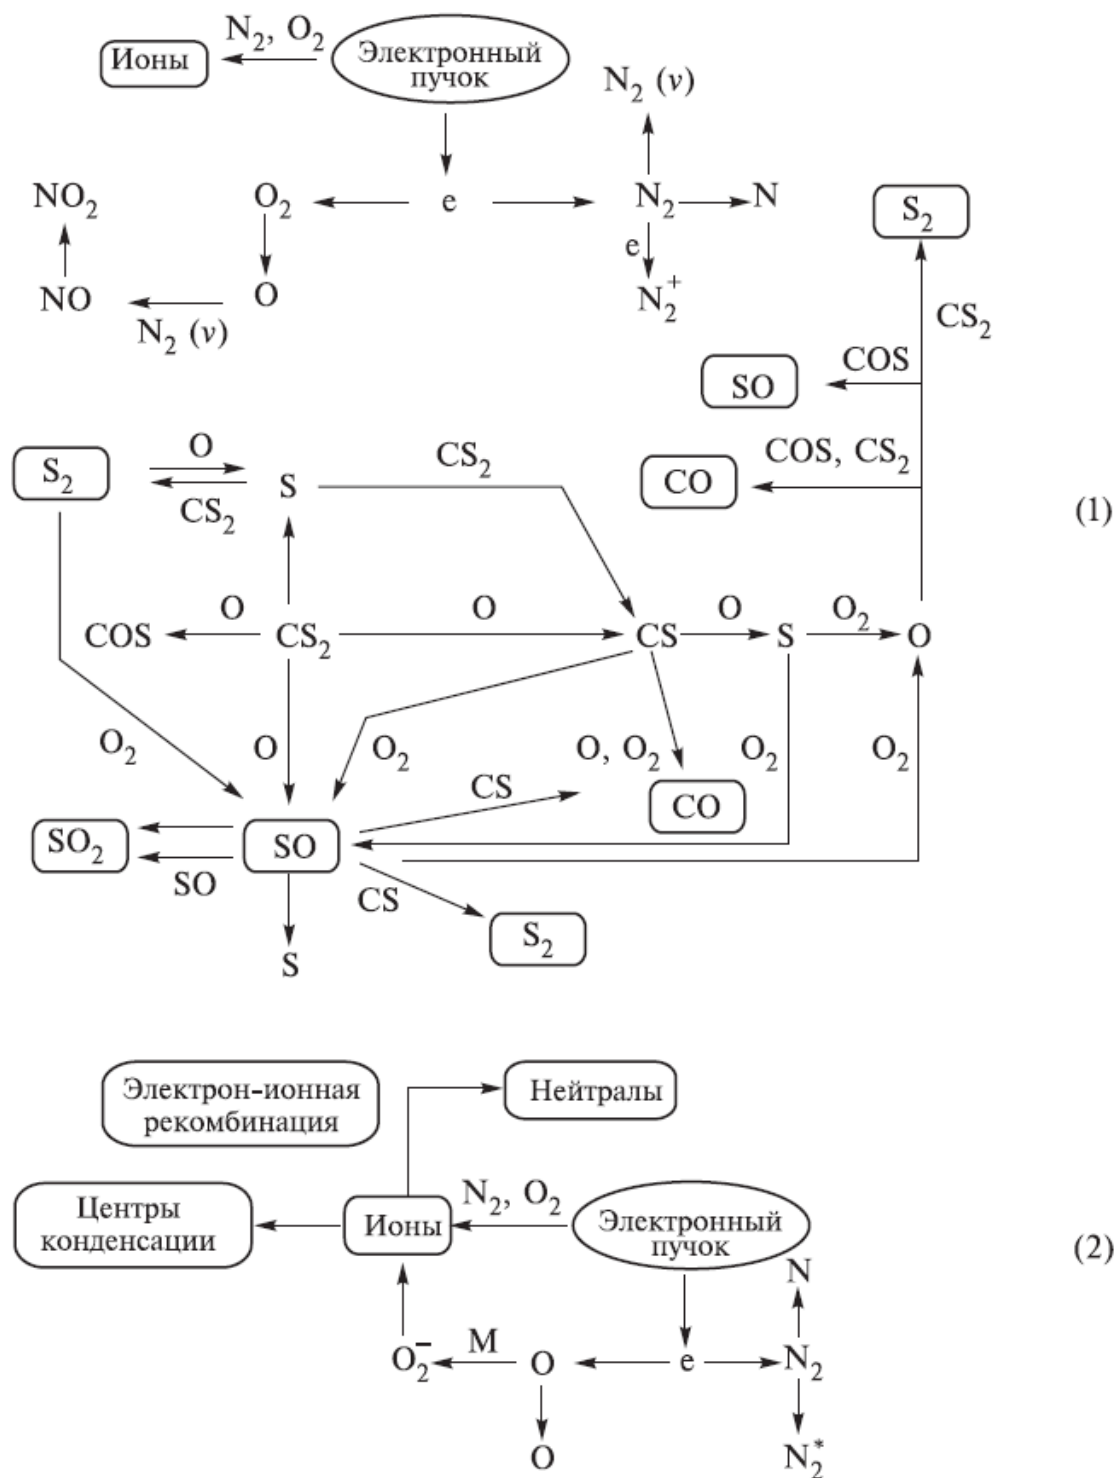 N₂, O₂
Ионы
Электронный
пучок
N₂ (v)
NO₂
O₂
e
N₂
N
S₂
e
NO
O
N₂⁺
N₂ (v)
CS₂
COS
SO
O
CS₂
COS, CS₂
S₂
S
CO
CS₂
(1)
O
O
O
O₂
COS
CS₂
CS
S
O
O₂
O
O₂
O, O₂
O₂
O₂
CS
CO
SO₂
SO
SO
CS
S₂
S
Электрон-ионная
рекомбинация
Нейтралы
Центры
конденсации
N₂, O₂
Ионы
Электронный
пучок
(2)
N
M
O₂⁻
O
e
N₂
O
N₂*